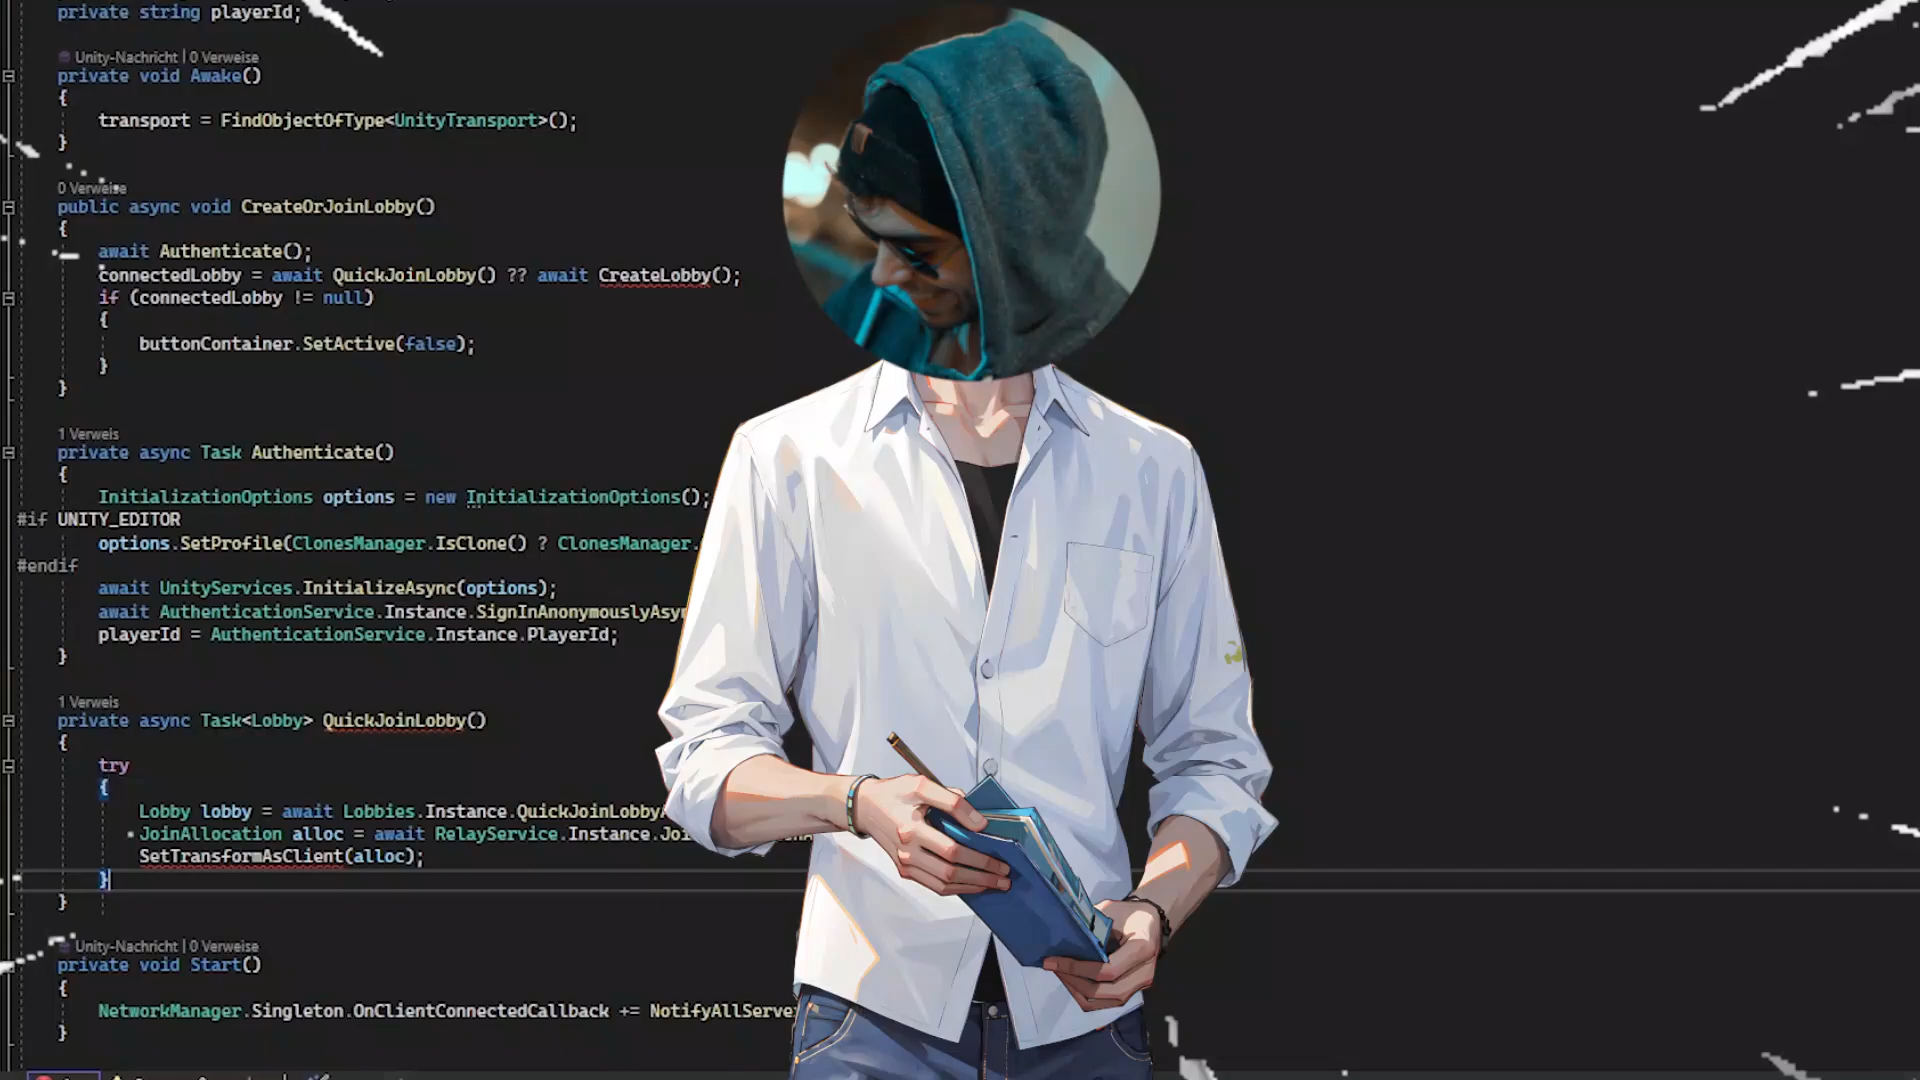 private string playerId;
Unity-Nachricht | 0 Verweise
private void Awake()
{
transport = FindObjectOfType<UnityTransport>();
}
0 Verweise
public async void CreateOrJoinLobby()
{
await Authenticate();
connectedLobby = await QuickJoinLobby() ?? await CreateLobby();
if (connectedLobby != null)
{
buttonContainer.SetActive(false);
}
}
1 Verweis
private async Task Authenticate()
{
InitializationOptions options = new InitializationOptions();
#if UNITY_EDITOR
options.SetProfile(ClonesManager.IsClone() ? ClonesManager.
#endif
await UnityServices.InitializeAsync(options);
await AuthenticationService.Instance.SignInAnonymouslyAsyn
playerId = AuthenticationService.Instance.PlayerId;
}
1 Verweis
private async Task<Lobby> QuickJoinLobby()
{
try
{
Lobby lobby = await Lobbies.Instance.QuickJoinLobby
JoinAllocation alloc = await RelayService.Instance.Joi
SetTransformAsClient(alloc);
}
}
Unity-Nachricht | 0 Verweise
private void Start()
{
NetworkManager.Singleton.OnClientConnectedCallback += NotifyAllServe
}